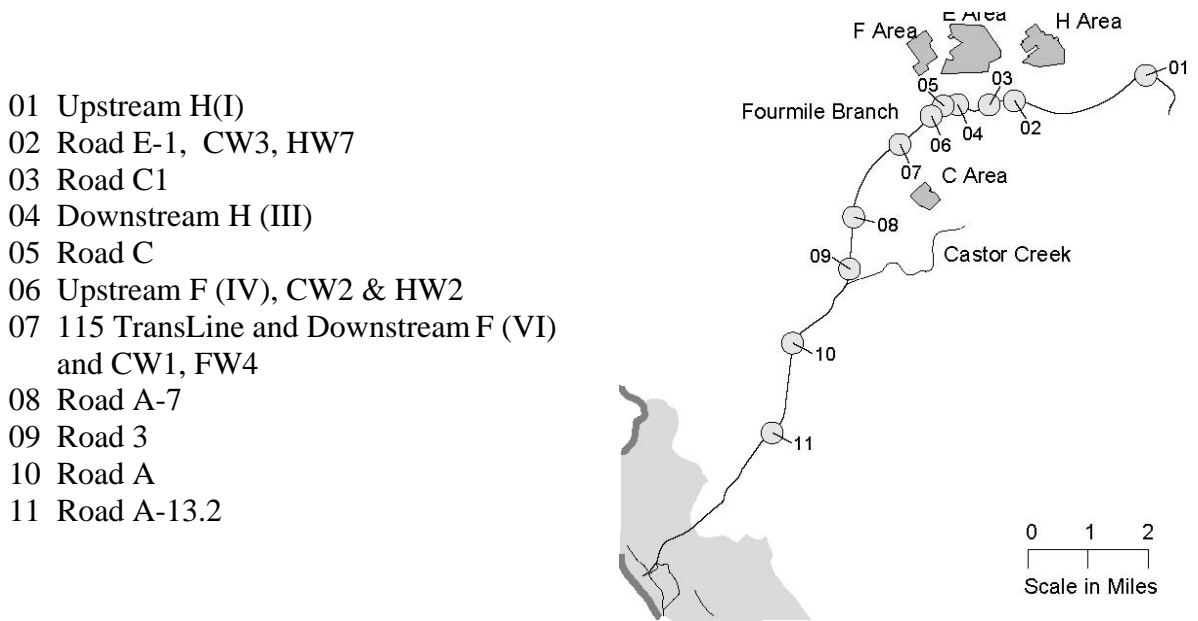 01 Upstream H(I)
02 Road E-1, CW3, HW7
03 Road C1
04 Downstream H (III)
05 Road C
06 Upstream F (IV), CW2 & HW2
07 115 TransLine and Downstream F (VI)
and CW1, FW4
08 Road A-7
09 Road 3
10 Road A
11 Road A-13.2
E Area
F Area
H Area
01
05
03
Fourmile Branch
04
02
06
07
C Area
08
09
Castor Creek
10
11
0 1 2
Scale in Miles